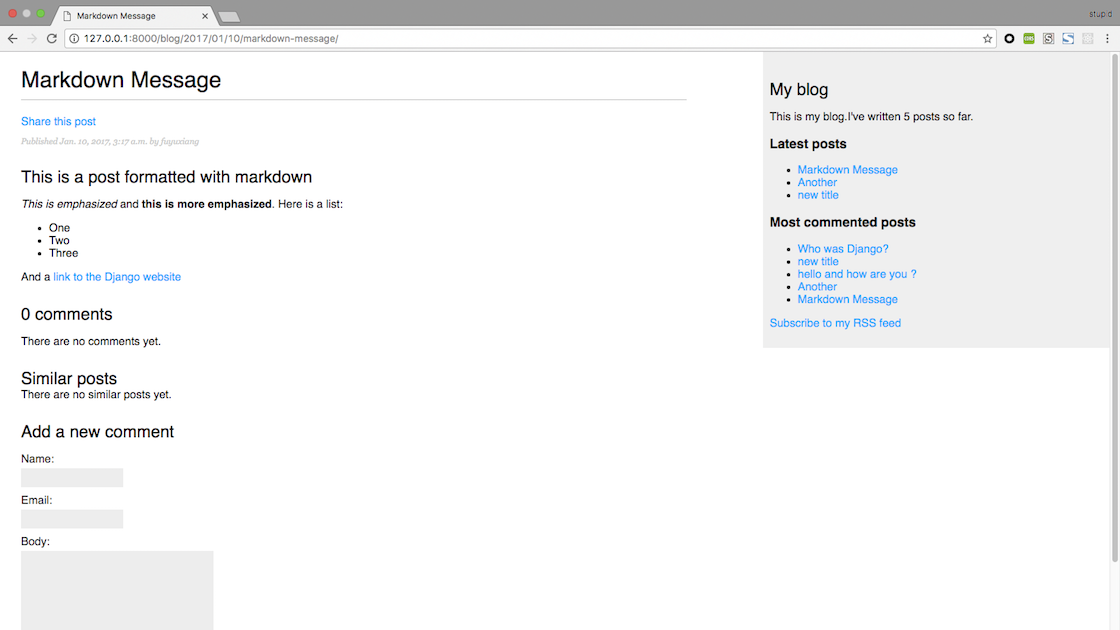 Markdown Message
stupid
127.0.0.1:8000/blog/2017/01/10/markdown-message/
Markdown Message
Share this post
Published Jan. 10, 2017, 3:17 a.m. by fuyuxiang
This is a post formatted with markdown
This is emphasized and this is more emphasized. Here is a list:
One
Two
Three
And a link to the Django website
0 comments
There are no comments yet.
Similar posts
There are no similar posts yet.
Add a new comment
Name:
Email:
Body:
My blog
This is my blog.I've written 5 posts so far.
Latest posts
Markdown Message
Another
new title
Most commented posts
Who was Django?
new title
hello and how are you ?
Another
Markdown Message
Subscribe to my RSS feed